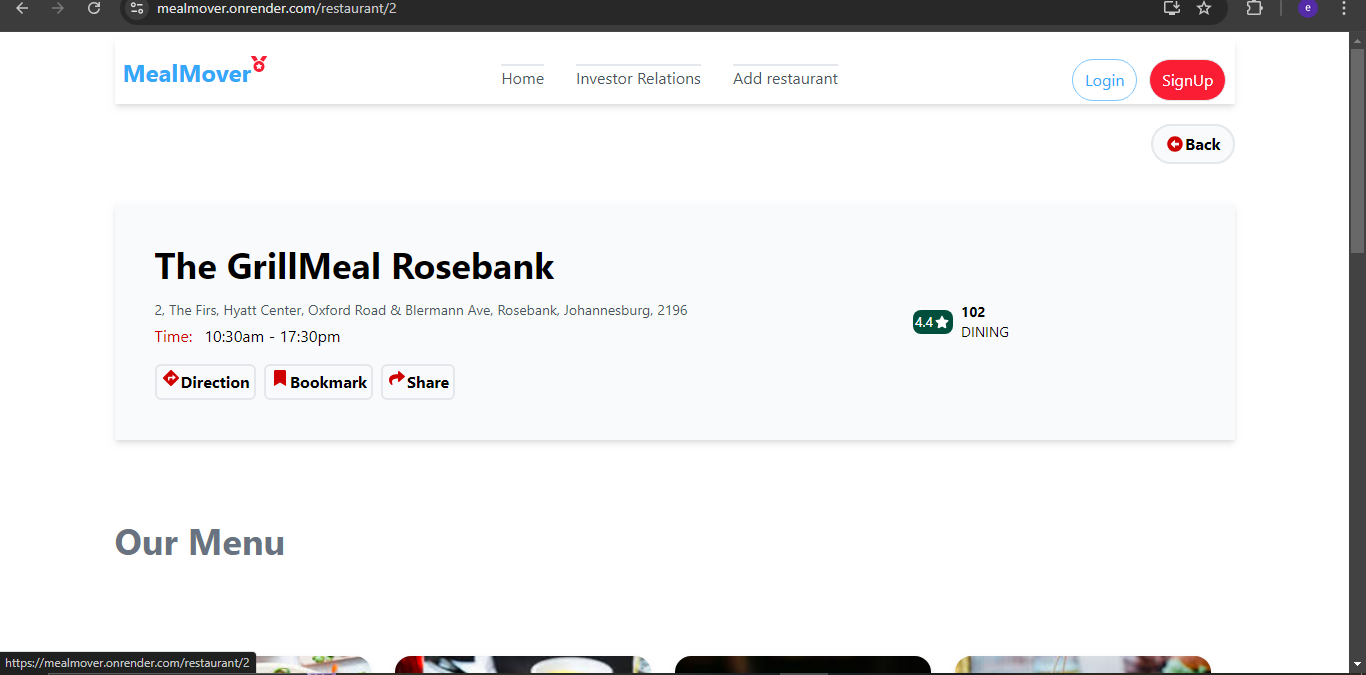 mealmover.onrender.com/restaurant/2
e
MealMover
Home
Investor Relations
Add restaurant
Login
SignUp
Back
The GrillMeal Rosebank
2, The Firs, Hyatt Center, Oxford Road & Blermann Ave, Rosebank, Johannesburg, 2196
Time: 10:30am - 17:30pm
4.4
102
DINING
Direction
Bookmark
Share
Our Menu
https://mealmover.onrender.com/restaurant/2